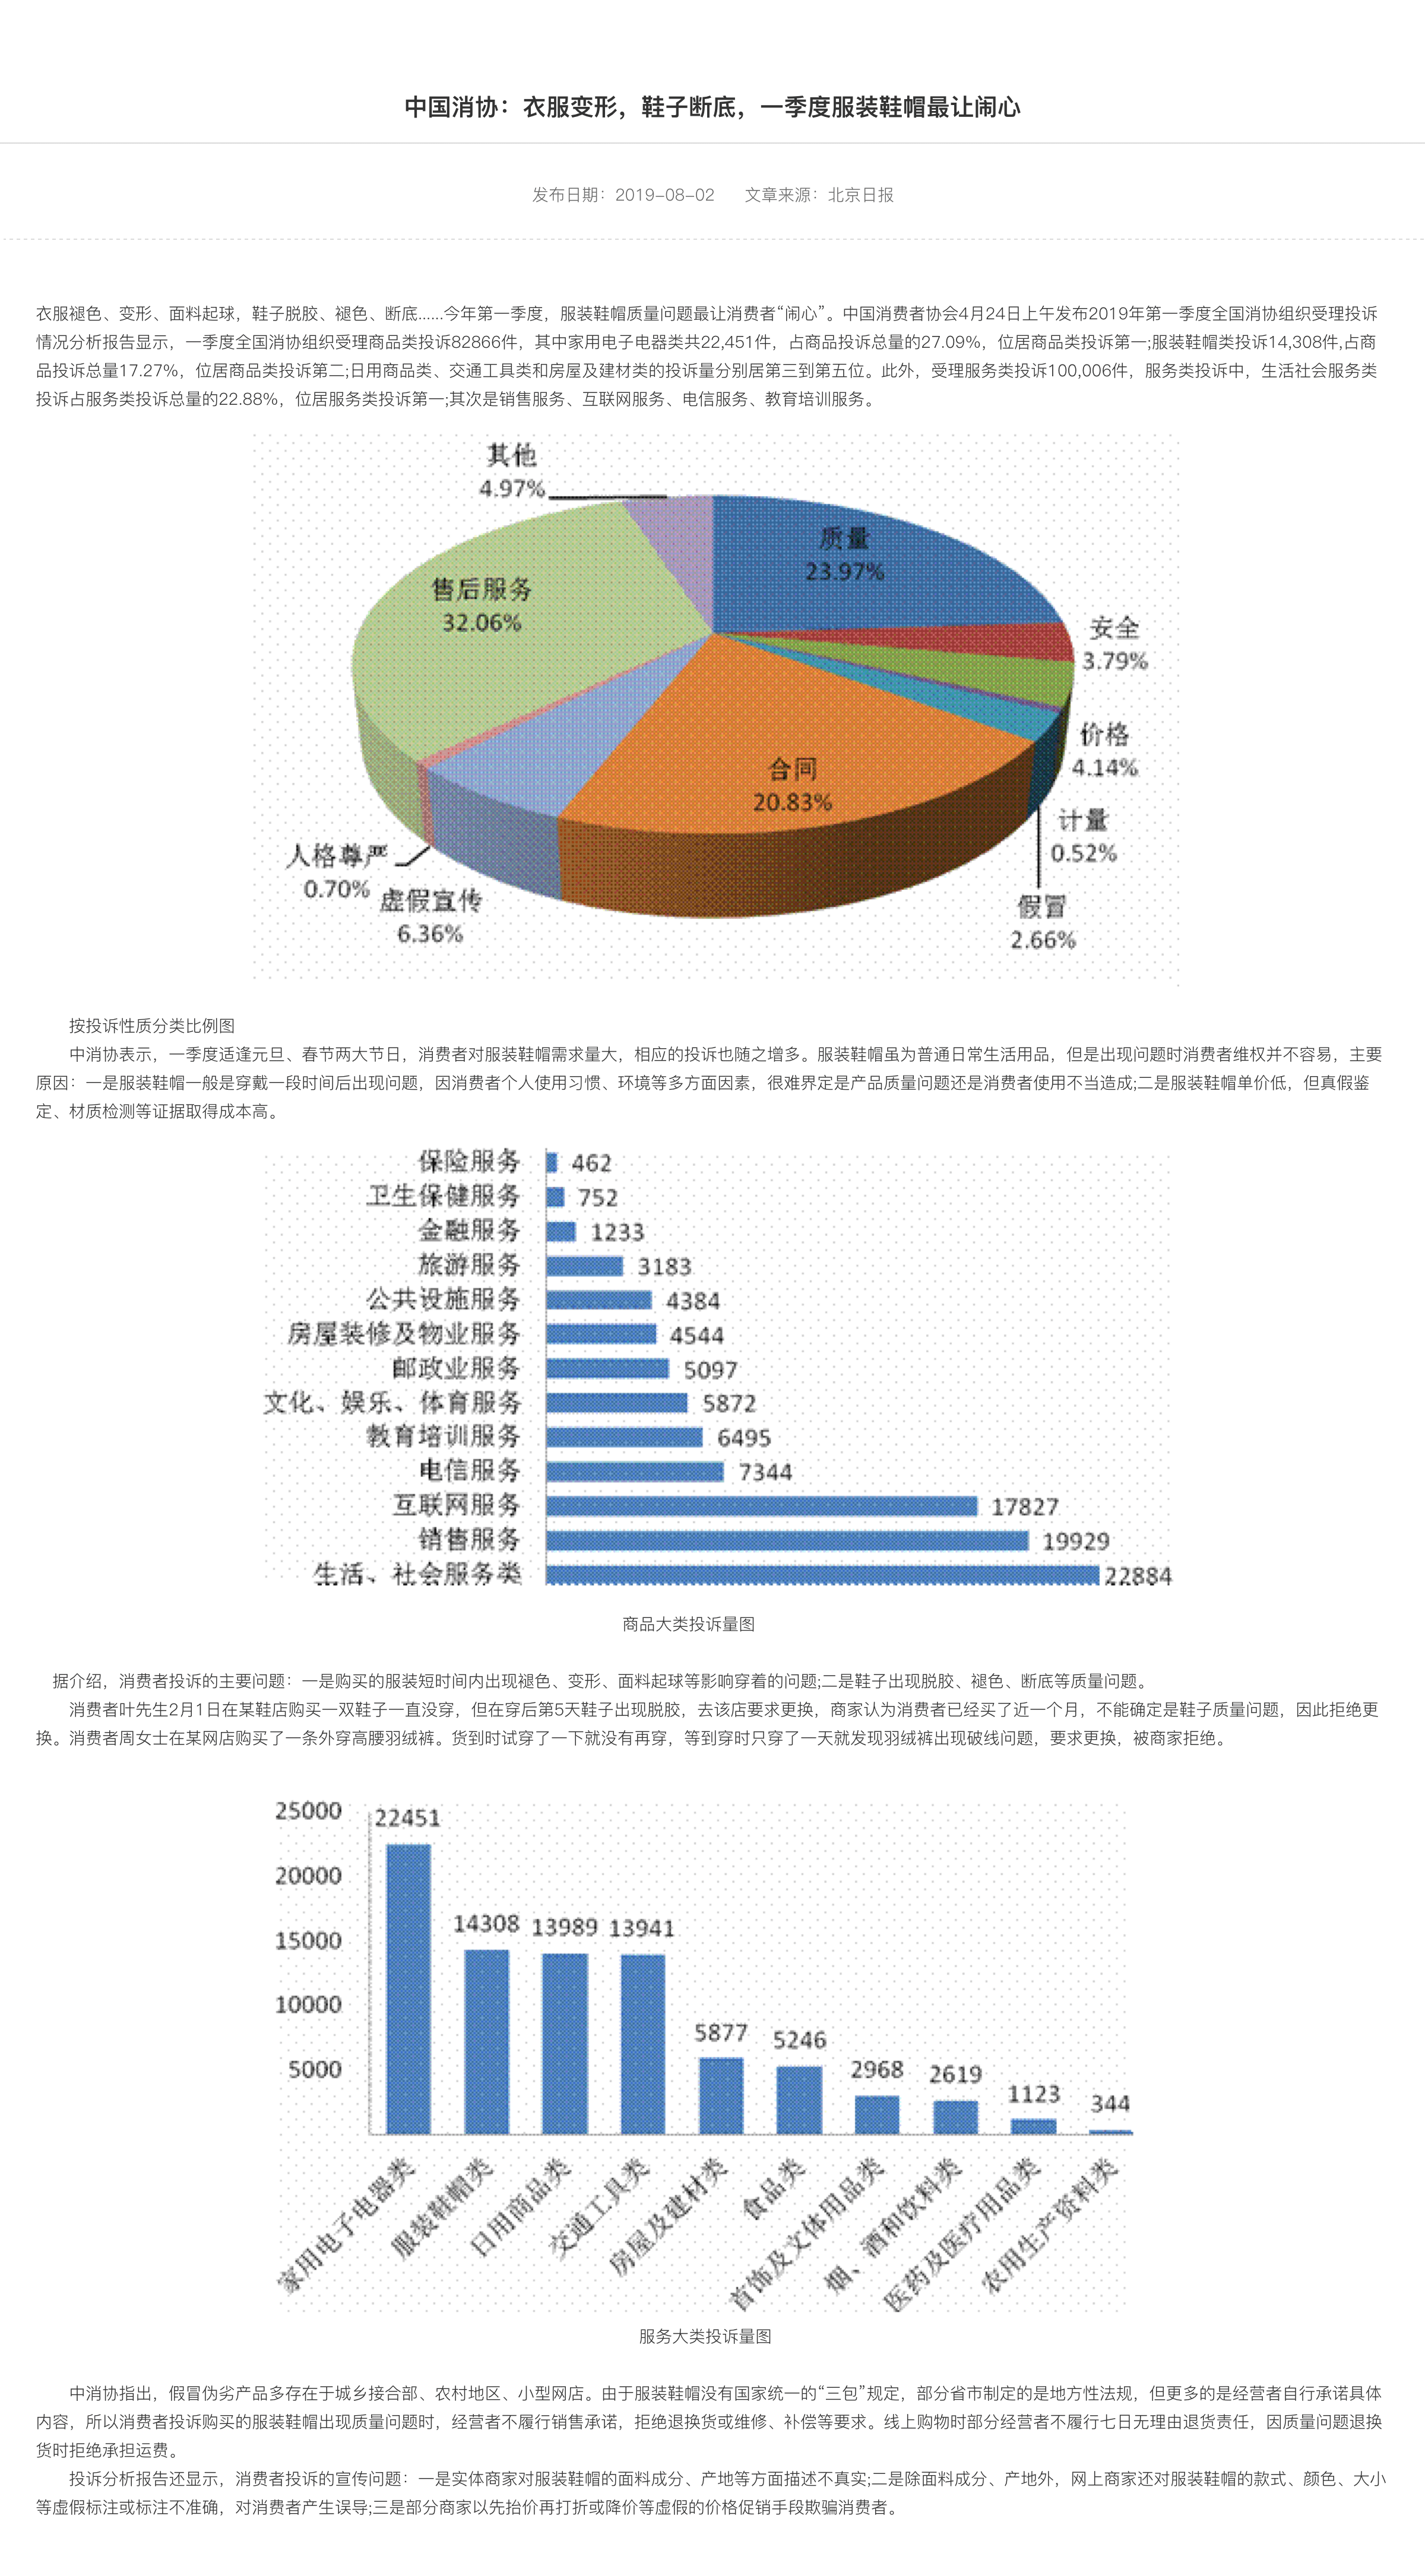 中国消协：衣服变形，鞋子断底，一季度服装鞋帽最让闹心
发布日期：2019-08-02 文章来源：北京日报
衣服褪色、变形、面料起球，鞋子脱胶、褪色、断底......今年第一季度，服装鞋帽质量问题最让消费者“闹心”。中国消费者协会4月24日上午发布2019年第一季度全国消协组织受理投诉
情况分析报告显示，一季度全国消协组织受理商品类投诉82866件，其中家用电子电器类共22,451件，占商品投诉总量的27.09%，位居商品类投诉第一;服装鞋帽类投诉14,308件,占商
品投诉总量17.27%，位居商品类投诉第二;日用商品类、交通工具类和房屋及建材类的投诉量分别居第三到第五位。此外，受理服务类投诉100,006件，服务类投诉中，生活社会服务类
投诉占服务类投诉总量的22.88%，位居服务类投诉第一;其次是销售服务、互联网服务、电信服务、教育培训服务。
其他
4.97%
质量
23.97%
售后服务
32.06%
安全
3.79%
价格
4.14%
合同
20.83%
计量
0.52%
人格尊严
0.70%
虚假宣传
6.36%
假冒
2.66%
按投诉性质分类比例图
中消协表示，一季度适逢元旦、春节两大节日，消费者对服装鞋帽需求量大，相应的投诉也随之增多。服装鞋帽虽为普通日常生活用品，但是出现问题时消费者维权并不容易，主要
原因：一是服装鞋帽一般是穿戴一段时间后出现问题，因消费者个人使用习惯、环境等多方面因素，很难界定是产品质量问题还是消费者使用不当造成;二是服装鞋帽单价低，但真假鉴
定、材质检测等证据取得成本高。
保险服务 462
卫生保健服务 752
金融服务 1233
旅游服务 3183
公共设施服务 4384
房屋装修及物业服务 4544
邮政业服务 5097
文化、娱乐、体育服务 5872
教育培训服务 6495
电信服务 7344
互联网服务 17827
销售服务 19929
生活、社会服务类 22884
商品大类投诉量图
据介绍，消费者投诉的主要问题：一是购买的服装短时间内出现褪色、变形、面料起球等影响穿着的问题;二是鞋子出现脱胶、褪色、断底等质量问题。
消费者叶先生2月1日在某鞋店购买一双鞋子一直没穿，但在穿后第5天鞋子出现脱胶，去该店要求更换，商家认为消费者已经买了近一个月，不能确定是鞋子质量问题，因此拒绝更
换。消费者周女士在某网店购买了一条外穿高腰羽绒裤。货到时试穿了一下就没有再穿，等到穿时只穿了一天就发现羽绒裤出现破线问题，要求更换，被商家拒绝。
25000
20000
15000
10000
5000
22451 14308 13989 13941 5877 5246 2968 2619 1123 344
家用电子电器类
服装鞋帽类
日用商品类
交通工具类
房屋及建材类
食品类
首饰及文体用品类
烟、酒和饮料类
医药及医疗用品类
农用生产资料类
服务大类投诉量图
中消协指出，假冒伪劣产品多存在于城乡接合部、农村地区、小型网店。由于服装鞋帽没有国家统一的“三包”规定，部分省市制定的是地方性法规，但更多的是经营者自行承诺具体
内容，所以消费者投诉购买的服装鞋帽出现质量问题时，经营者不履行销售承诺，拒绝退换货或维修、补偿等要求。线上购物时部分经营者不履行七日无理由退货责任，因质量问题退换
货时拒绝承担运费。
投诉分析报告还显示，消费者投诉的宣传问题：一是实体商家对服装鞋帽的面料成分、产地等方面描述不真实;二是除面料成分、产地外，网上商家还对服装鞋帽的款式、颜色、大小
等虚假标注或标注不准确，对消费者产生误导;三是部分商家以先抬价再打折或降价等虚假的价格促销手段欺骗消费者。